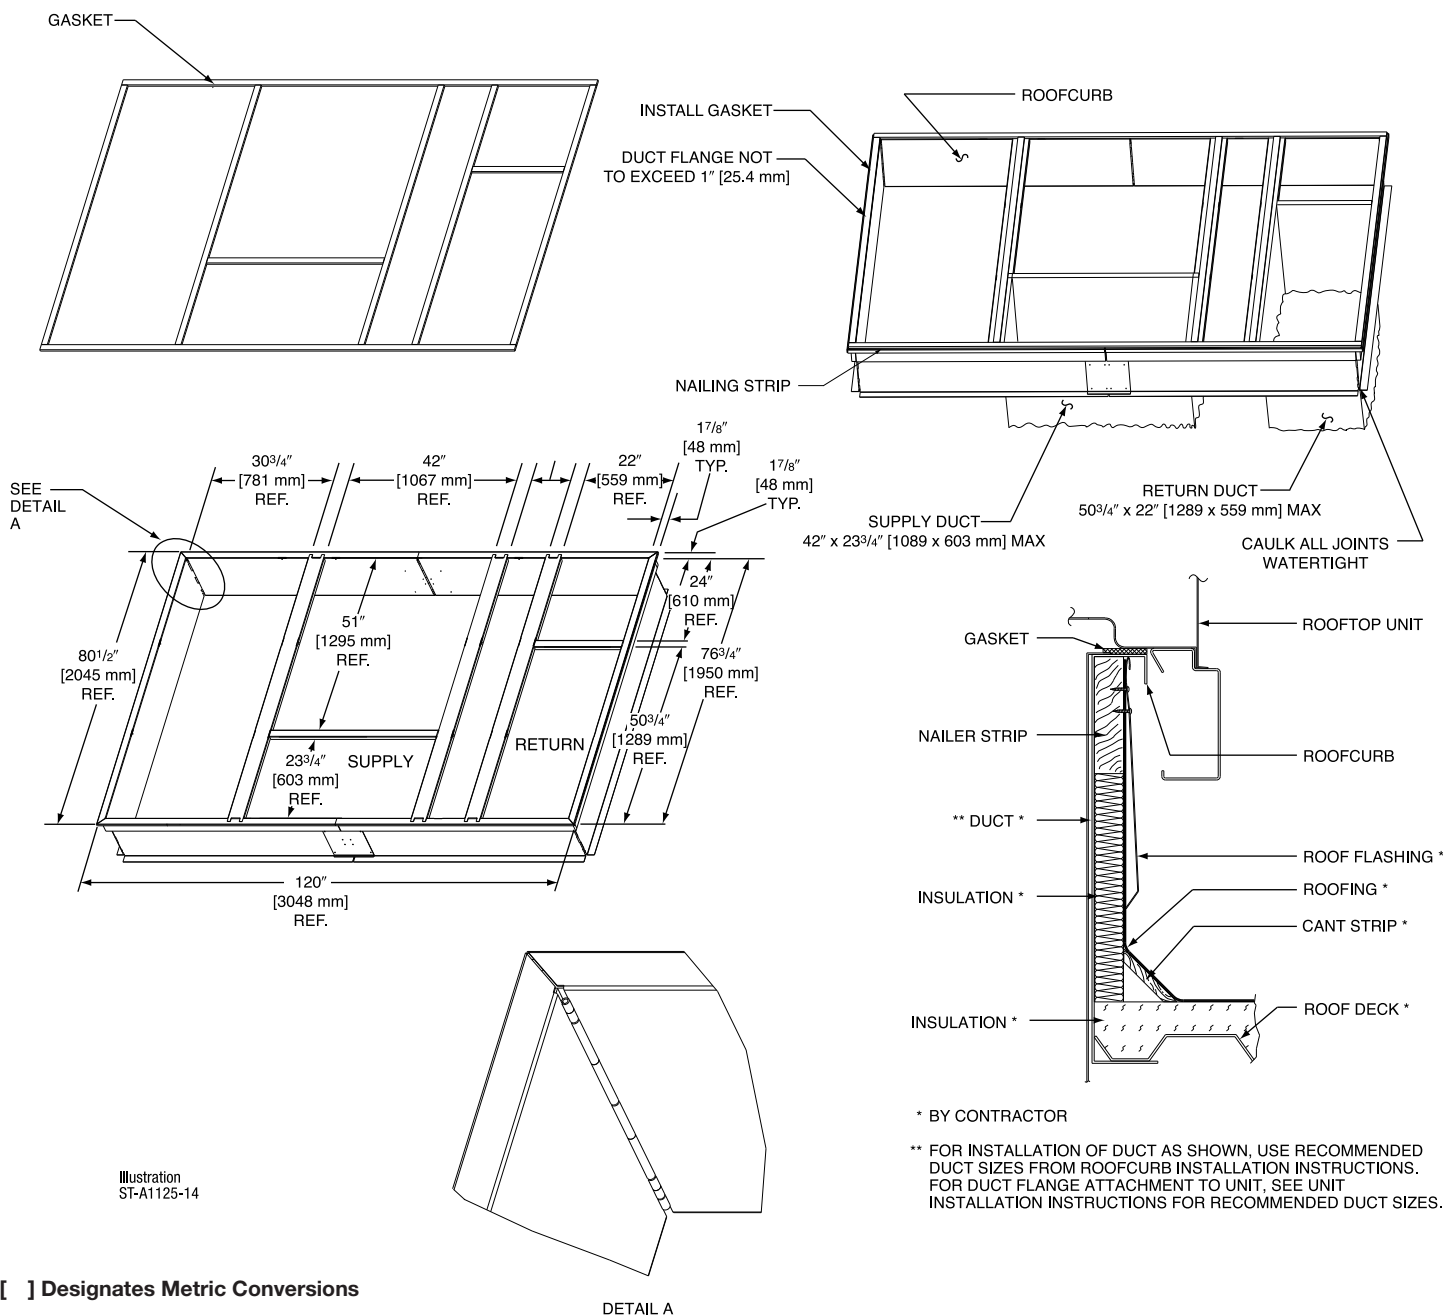 GASKET
INSTALL GASKET
DUCT FLANGE NOT
TO EXCEED 1″ [25.4 mm]
ROOFCURB
NAILING STRIP
SUPPLY DUCT
42″ x 233/4″ [1089 x 603 mm] MAX
RETURN DUCT
503/4″ x 22″ [1289 x 559 mm] MAX
CAULK ALL JOINTS
WATERTIGHT
SEE
DETAIL
A
303/4″
[781 mm]
REF.
42″
[1067 mm]
REF.
22″
[559 mm]
REF.
17/8″
[48 mm]
TYP.
17/8″
[48 mm]
TYP.
801/2″
[2045 mm]
REF.
51″
[1295 mm]
REF.
24″
[610 mm]
REF.
763/4″
[1950 mm]
REF.
503/4″
[1289 mm]
REF.
233/4″
[603 mm]
REF.
SUPPLY
RETURN
120″
[3048 mm]
REF.
GASKET
ROOFTOP UNIT
NAILER STRIP
ROOFCURB
** DUCT *
ROOF FLASHING *
INSULATION *
ROOFING *
CANT STRIP *
INSULATION *
ROOF DECK *
* BY CONTRACTOR
** FOR INSTALLATION OF DUCT AS SHOWN, USE RECOMMENDED
DUCT SIZES FROM ROOFCURB INSTALLATION INSTRUCTIONS.
FOR DUCT FLANGE ATTACHMENT TO UNIT, SEE UNIT
INSTALLATION INSTRUCTIONS FOR RECOMMENDED DUCT SIZES.
Illustration
ST-A1125-14
[ ] Designates Metric Conversions
DETAIL A